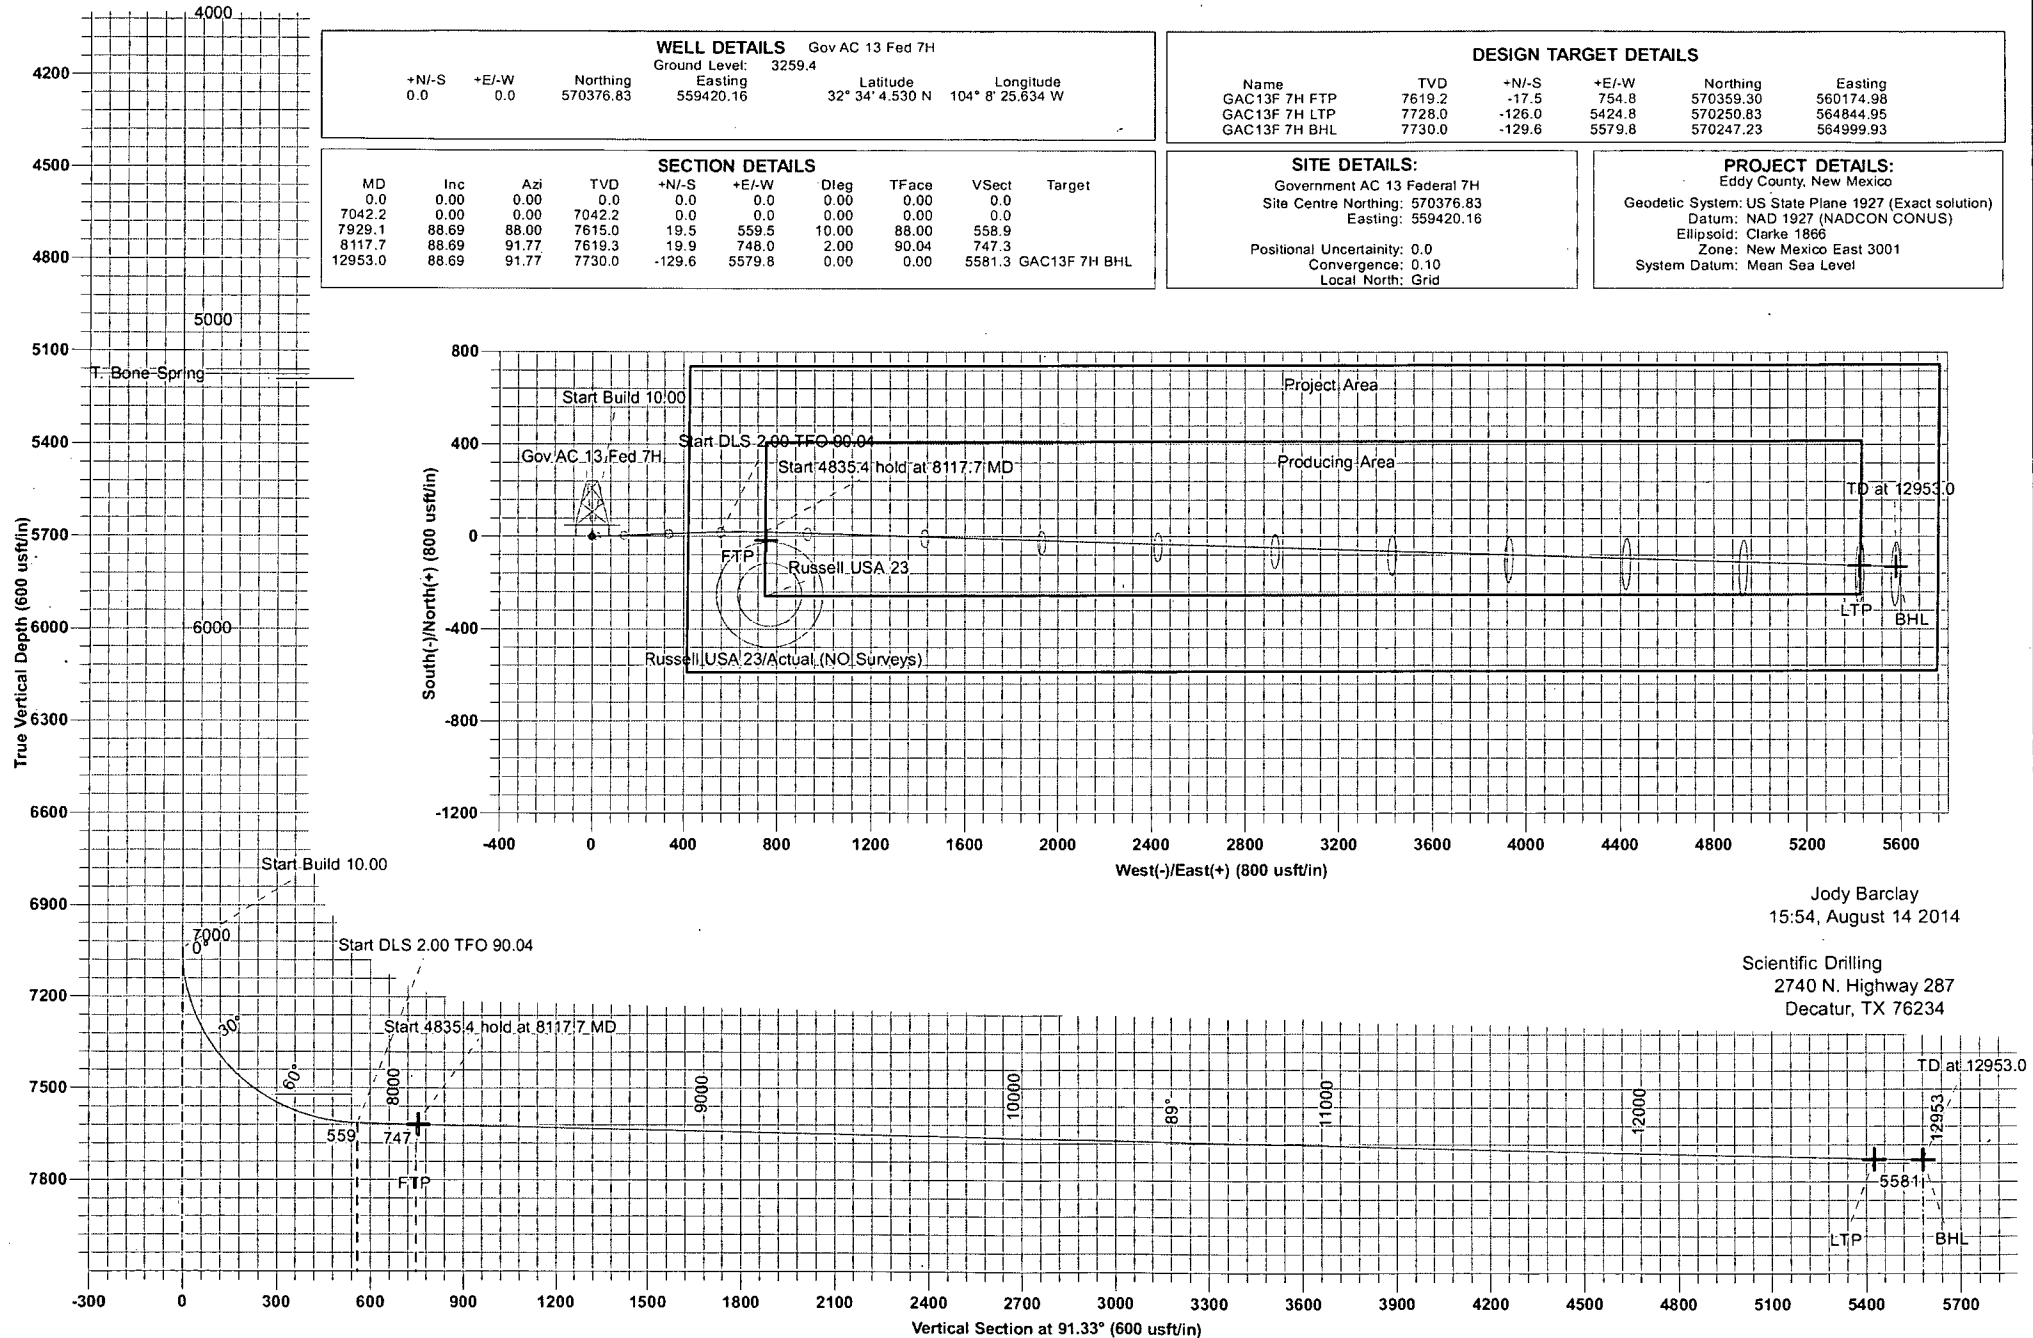 WELL DETAILS Gov AC 13 Fed 7H
Ground Level: 3259.4
+N/-S +E/-W Northing Easting Latitude Longitude
0.0 0.0 570376.83 559420.16 32° 34' 4.530 N 104° 8' 25.634 W
DESIGN TARGET DETAILS
Name TVD +N/-S +E/-W Northing Easting
GAC13F 7H FTP 7619.2 -17.5 754.8 570359.30 560174.98
GAC13F 7H LTP 7728.0 -126.0 5424.8 570250.83 564844.95
GAC13F 7H BHL 7730.0 -129.6 5579.8 570247.23 564999.93
SECTION DETAILS
MD Inc Azi TVD +N/-S +E/-W Dleg TFace VSect Target
0.0 0.00 0.00 0.0 0.0 0.0 0.00 0.00 0.0
7042.2 0.00 0.00 7042.2 0.0 0.0 0.00 0.00 0.0
7929.1 88.69 88.00 7615.0 19.5 559.5 10.00 88.00 558.9
8117.7 88.69 91.77 7619.3 19.9 748.0 2.00 90.04 747.3
12953.0 88.69 91.77 7730.0 -129.6 5579.8 0.00 0.00 5581.3 GAC13F 7H BHL
SITE DETAILS:
Government AC 13 Federal 7H
Site Centre Northing: 570376.83
Easting: 559420.16
Positional Uncertainty: 0.0
Convergence: 0.10
Local North: Grid
PROJECT DETAILS:
Eddy County, New Mexico
Geodetic System: US State Plane 1927 (Exact solution)
Datum: NAD 1927 (NADCON CONUS)
Ellipsoid: Clarke 1866
Zone: New Mexico East 3001
System Datum: Mean Sea Level
True Vertical Depth (600 usft/in)
4200
4500
4800
5100
5400
5700
6000
6300
6600
6900
7200
7500
7800
4000
5000
T. Bone Spring
6000
Start Build 10.00
7000
0°
30°
60°
Start DLS 2.00 TFO 90.04
Start 4835.4 hold at 8117.7 MD
8000
9000
10000
89°
11000
12000
12953
TD at 12953.0
559
747
FTP
5581
LTP
BHL
-300 0 300 600 900 1200 1500 1800 2100 2400 2700 3000 3300 3600 3900 4200 4500 4800 5100 5400 5700
Vertical Section at 91.33° (600 usft/in)
South(-)/North(+) (800 usft/in)
800
400
0
-400
-800
-1200
Project Area
Start Build 10.00
Start DLS 2.00 TFO 90.04
Gov AC 13 Fed 7H
Start 4835.4 hold at 8117.7 MD
Producing Area
TD at 12953.0
FTP
Russell USA 23
LTP
BHL
Russell USA 23/Actual (NO Surveys)
-400 0 400 800 1200 1600 2000 2400 2800 3200 3600 4000 4400 4800 5200 5600
West(-)/East(+) (800 usft/in)
Jody Barclay
15:54, August 14 2014
Scientific Drilling
2740 N. Highway 287
Decatur, TX 76234